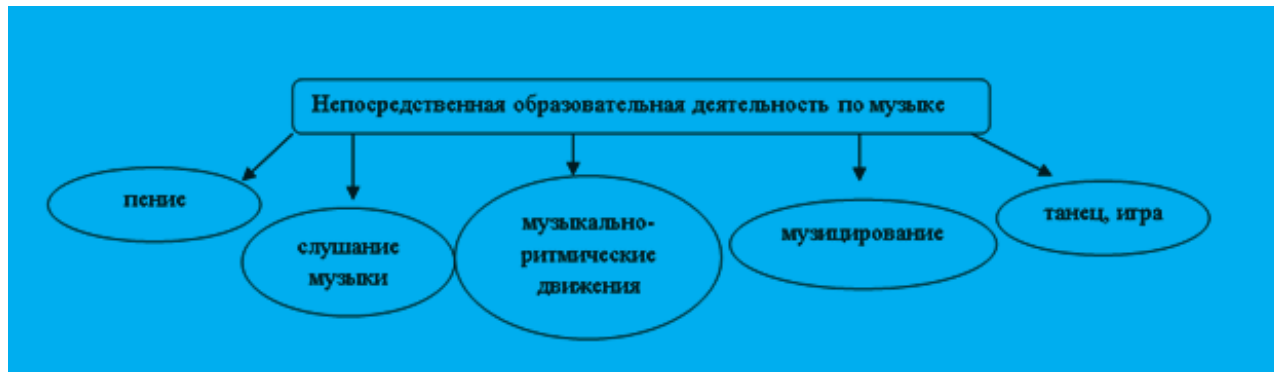 Непосредственная образовательная деятельность по музыке
пение
слушание
музыки
музыкально-
ритмические
движения
музицирование
танец, игра